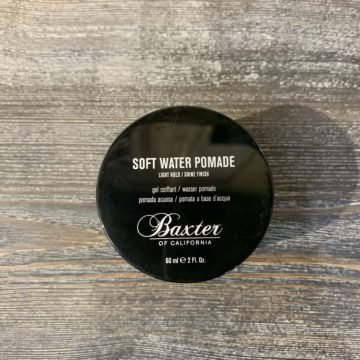 SOFT WATER POMADE
LIGHT HOLD / SHINE FINISH
gel coiffant / wasser pomade
pomada acuosa / pomata a base d'acqua
Baxter
OF CALIFORNIA
60 ml e 2 Fl. Oz.